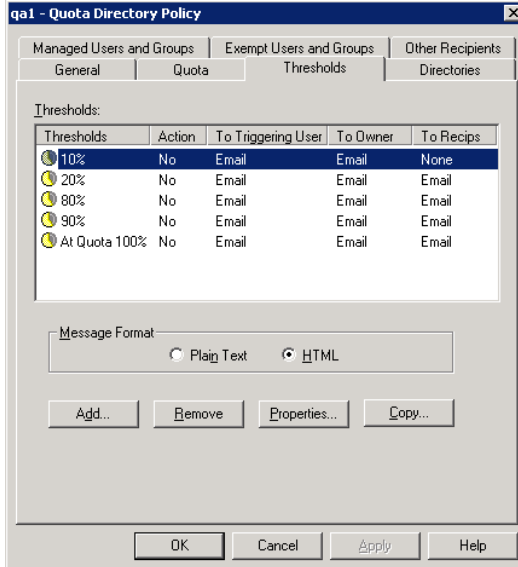 qa1 - Quota Directory Policy
Managed Users and Groups Exempt Users and Groups Other Recipients
General Quota Thresholds Directories
Thresholds:
Thresholds Action To Triggering User To Owner To Recips
10% No Email Email None
20% No Email Email Email
80% No Email Email Email
90% No Email Email Email
At Quota 100% No Email Email Email
Message Format
Plain Text HTML
Add... Remove Properties... Copy...
OK Cancel Apply Help